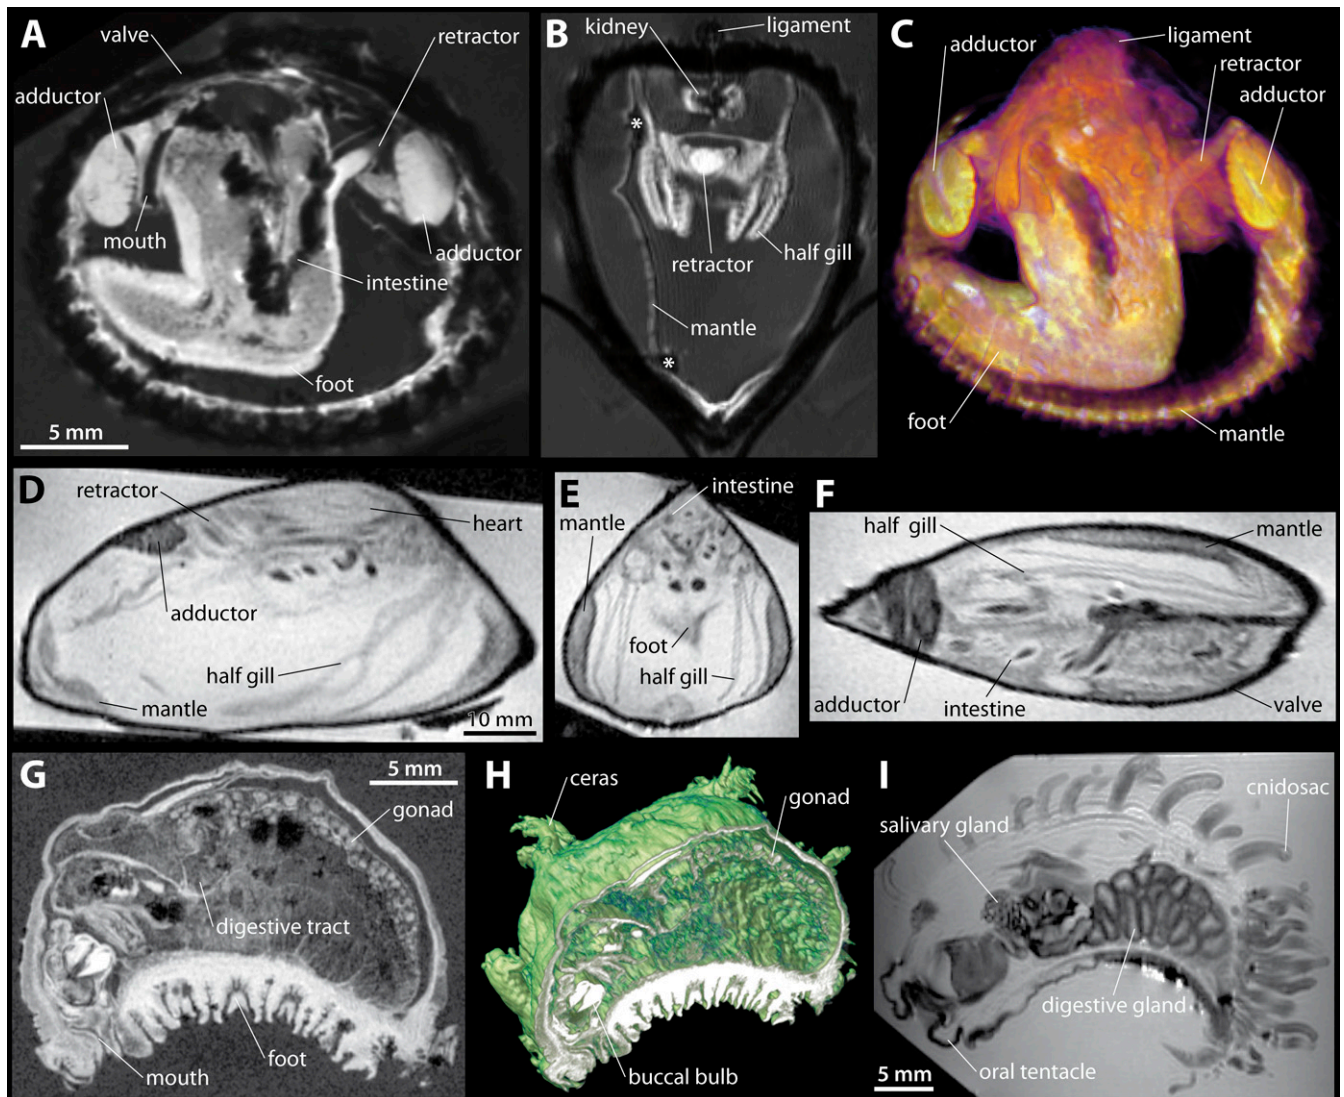 A
valve
retractor
adductor
mouth
adductor
intestine
foot
5 mm
B
kidney
ligament
*
retractor
half gill
mantle
*
C
adductor
ligament
retractor
adductor
foot
mantle
D
retractor
heart
adductor
half gill
mantle
10 mm
E
intestine
mantle
foot
half gill
F
half gill
mantle
adductor
intestine
valve
G
5 mm
gonad
digestive tract
foot
mouth
H
ceras
gonad
buccal bulb
I
cnidosac
salivary gland
digestive gland
oral tentacle
5 mm